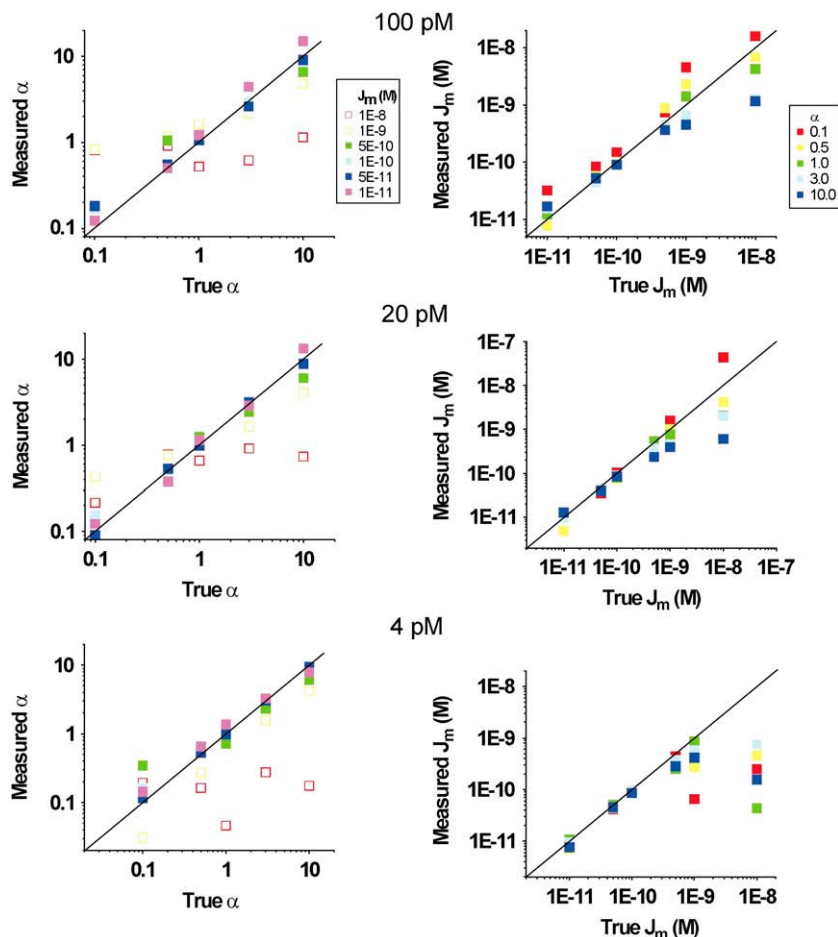 100 pM
Measured α
10
1
0.1
0.1
1
10
True α
Jm(M)
1E-8
1E-9
5E-10
1E-10
5E-11
1E-11
Measured Jm (M)
1E-8
1E-9
1E-10
1E-11
1E-11
1E-10
1E-9
1E-8
True Jm (M)
α
0.1
0.5
1.0
3.0
10.0
20 pM
Measured α
10
1
0.1
0.1
1
10
True α
Measured Jm (M)
1E-7
1E-8
1E-9
1E-10
1E-11
1E-11
1E-10
1E-9
1E-8
1E-7
True Jm (M)
4 pM
Measured α
10
1
0.1
0.1
1
10
True α
Measured Jm (M)
1E-8
1E-9
1E-10
1E-11
1E-11
1E-10
1E-9
1E-8
True Jm (M)